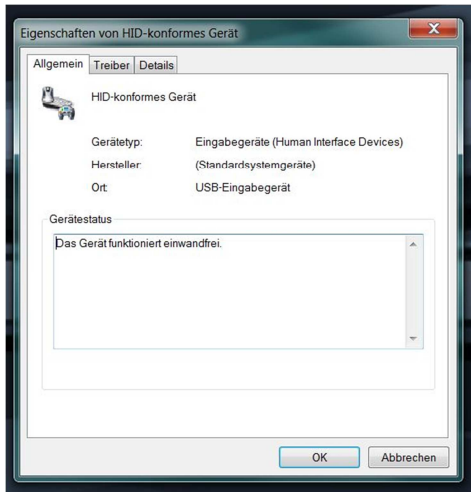 Eigenschaften von HID-konformes Gerät
Allgemein Treiber Details
HID-konformes Gerät
Gerätetyp: Eingabegeräte (Human Interface Devices)
Hersteller: (Standardsystemgeräte)
Ort: USB-Eingabegerät
Gerätestatus
Das Gerät funktioniert einwandfrei.
OK Abbrechen